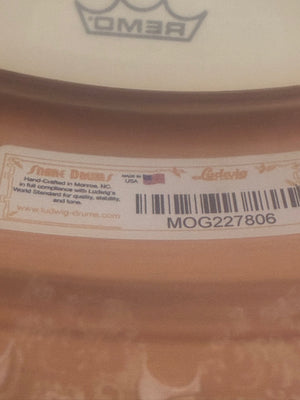 REMO
Snare Drums
Hand-Crafted in Monroe, NC.
in full compliance with Ludwig's
World Standard for quality, stability,
and tone.
www.ludwig-drums.com
MADE IN
USA
Ludwig
MOG227806